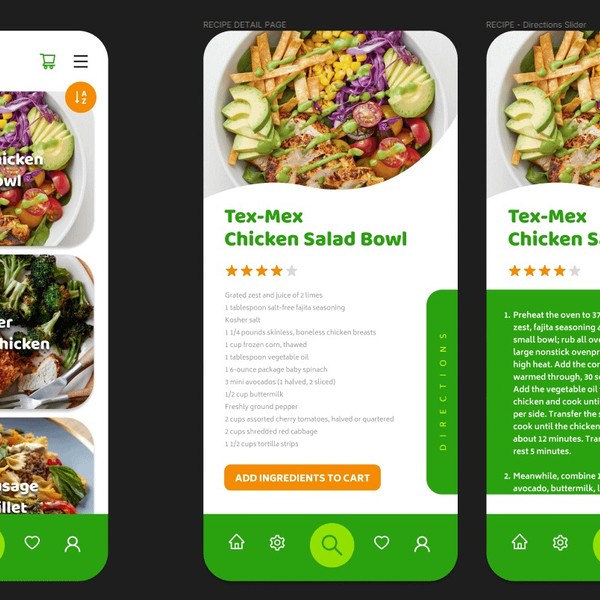 RECIPE DETAIL PAGE
RECIPE - Directions Slider
A
Z
hicken
owl
er
Chicken
usage
illet
Tex-Mex
Chicken Salad Bowl
Grated zest and juice of 2 limes
1 tablespoon salt-free fajita seasoning
Kosher salt
1 1/4 pounds skinless, boneless chicken breasts
1 cup frozen corn, thawed
1 tablespoon vegetable oil
1 6-ounce package baby spinach
3 mini avocados (1 halved, 2 sliced)
1/2 cup buttermilk
Freshly ground pepper
2 cups assorted cherry tomatoes, halved or quartered
2 cups shredded red cabbage
1 1/2 cups tortilla strips
DIRECTIONS
ADD INGREDIENTS TO CART
Tex-Mex
Chicken Sa
1. Preheat the oven to 37
zest, fajita seasoning a
small bowl; rub all ove
large nonstick ovenpr
high heat. Add the cor
warmed through, 30 s
Add the vegetable oil
chicken and cook unti
per side. Transfer the s
cook until the chicken
about 12 minutes. Tran
rest 5 minutes.
2. Meanwhile, combine 1
avocado, buttermilk, l